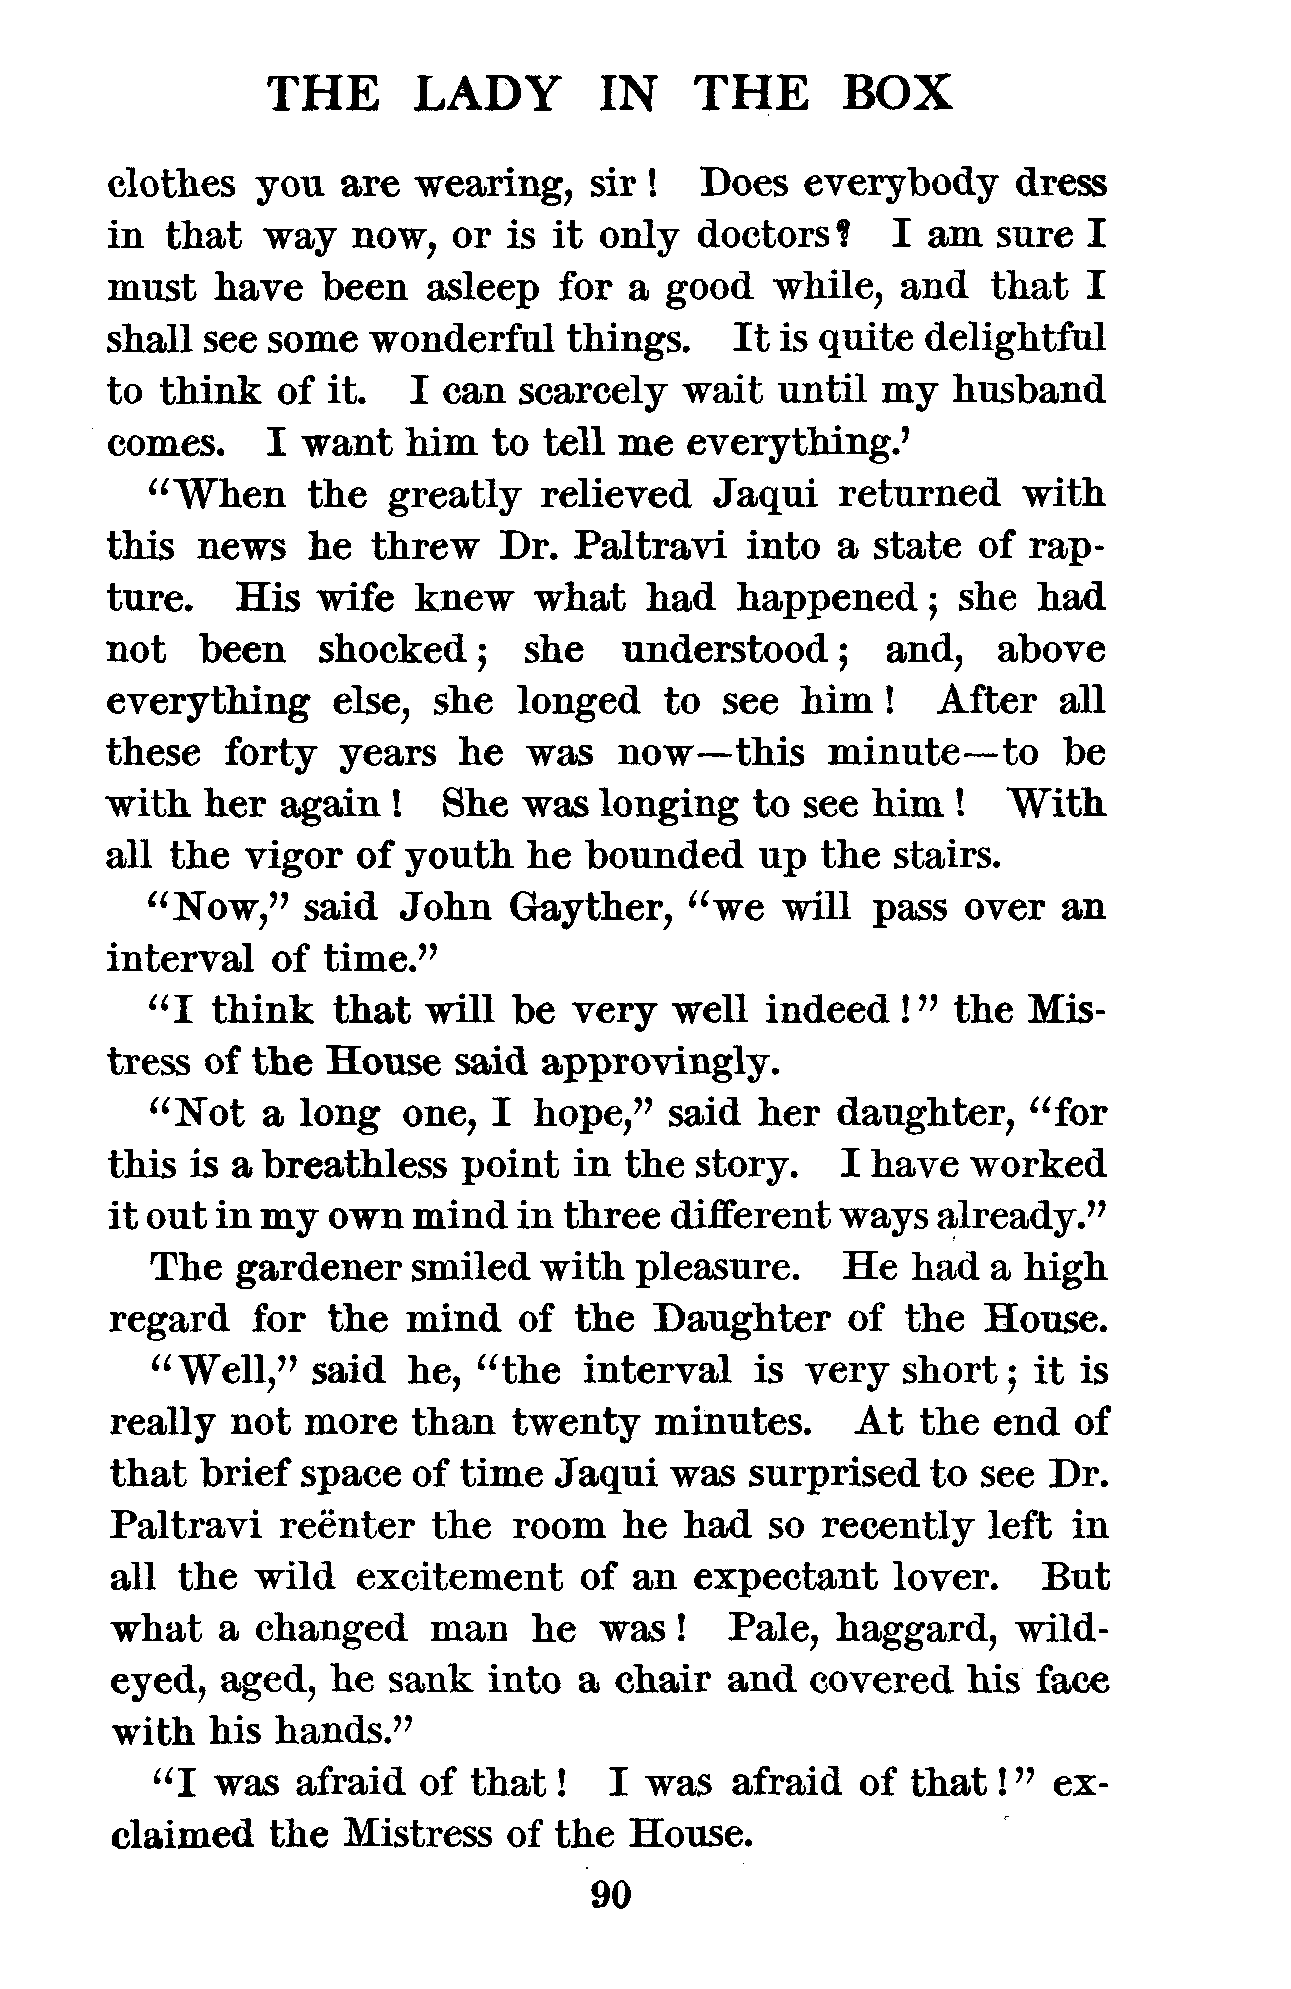 THE LADY IN THE BOX
clothes you are wearing, sir! Does everybody dress
in that way now, or is it only doctors? I am sure I
must have been asleep for a good while, and that I
shall see some wonderful things. It is quite delightful
to think of it. I can scarcely wait until my husband
comes. I want him to tell me everything.'
"When the greatly relieved Jaqui returned with
this news he threw Dr. Paltravi into a state of rap-
ture. His wife knew what had happened; she had
not been shocked; she understood; and, above
everything else, she longed to see him! After all
these forty years he was now—this minute—to be
with her again! She was longing to see him! With
all the vigor of youth he bounded up the stairs.
"Now," said John Gayther, "we will pass over an
interval of time."
"I think that will be very well indeed!" the Mis-
tress of the House said approvingly.
"Not a long one, I hope," said her daughter, "for
this is a breathless point in the story. I have worked
it out in my own mind in three different ways already."
The gardener smiled with pleasure. He had a high
regard for the mind of the Daughter of the House.
"Well," said he, "the interval is very short; it is
really not more than twenty minutes. At the end of
that brief space of time Jaqui was surprised to see Dr.
Paltravi reënter the room he had so recently left in
all the wild excitement of an expectant lover. But
what a changed man he was! Pale, haggard, wild-
eyed, aged, he sank into a chair and covered his face
with his hands."
"I was afraid of that! I was afraid of that!" ex-
claimed the Mistress of the House.
90